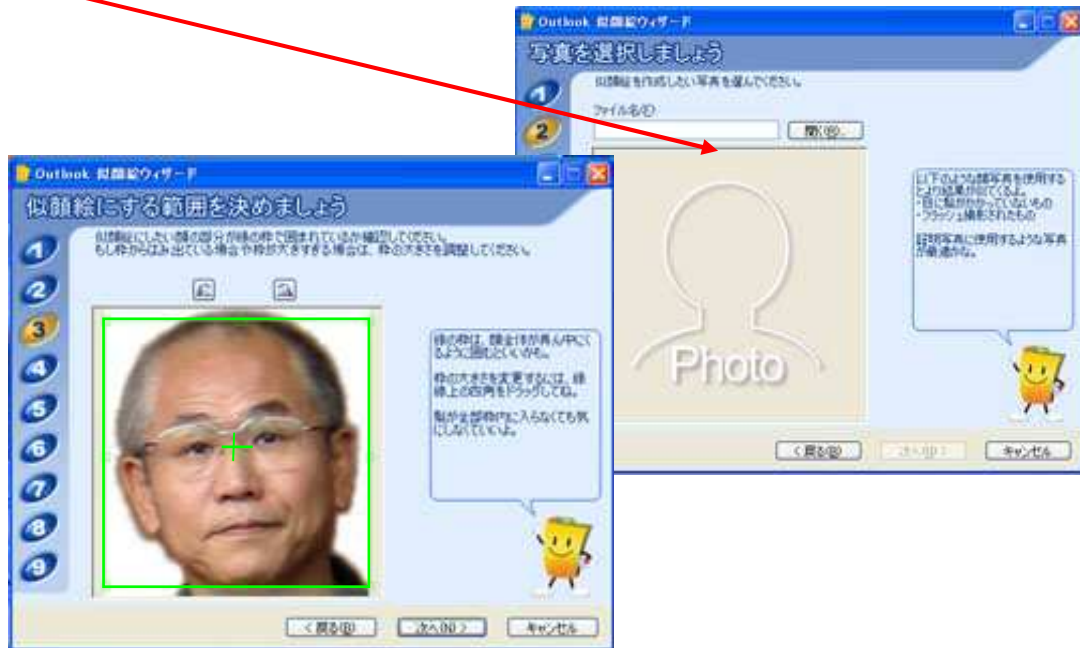 Outlook 似顔絵ウィザード
写真を選択しましょう
似顔絵を作成したい写真を選んでください。
ファイル名(F)
開く(O)...
1
2
以下のような顔写真を使用する
とより結果が似てくるよ。
・目に髪がかかっていないもの
・フラッシュ撮影されたもの
証明写真に使用するような写真
が最適かな。
Photo
< 戻る(B)
次へ(N) >
キャンセル
Outlook 似顔絵ウィザード
似顔絵にする範囲を決めましょう
似顔絵にしたい顔の部分が緑の枠で囲まれているか確認してください。
もし枠からはみ出ている場合や枠が大きすぎる場合は、枠の大きさを調整してください。
1
2
3
4
5
6
7
8
9
緑の枠は、顔全体が真ん中にく
るように囲むといいかも。
枠の大きさを変更するには、緑
線上の四角をドラッグしてね。
髪が全部枠内に入らなくても気
にしなくていいよ。
< 戻る(B)
次へ(N) >
キャンセル